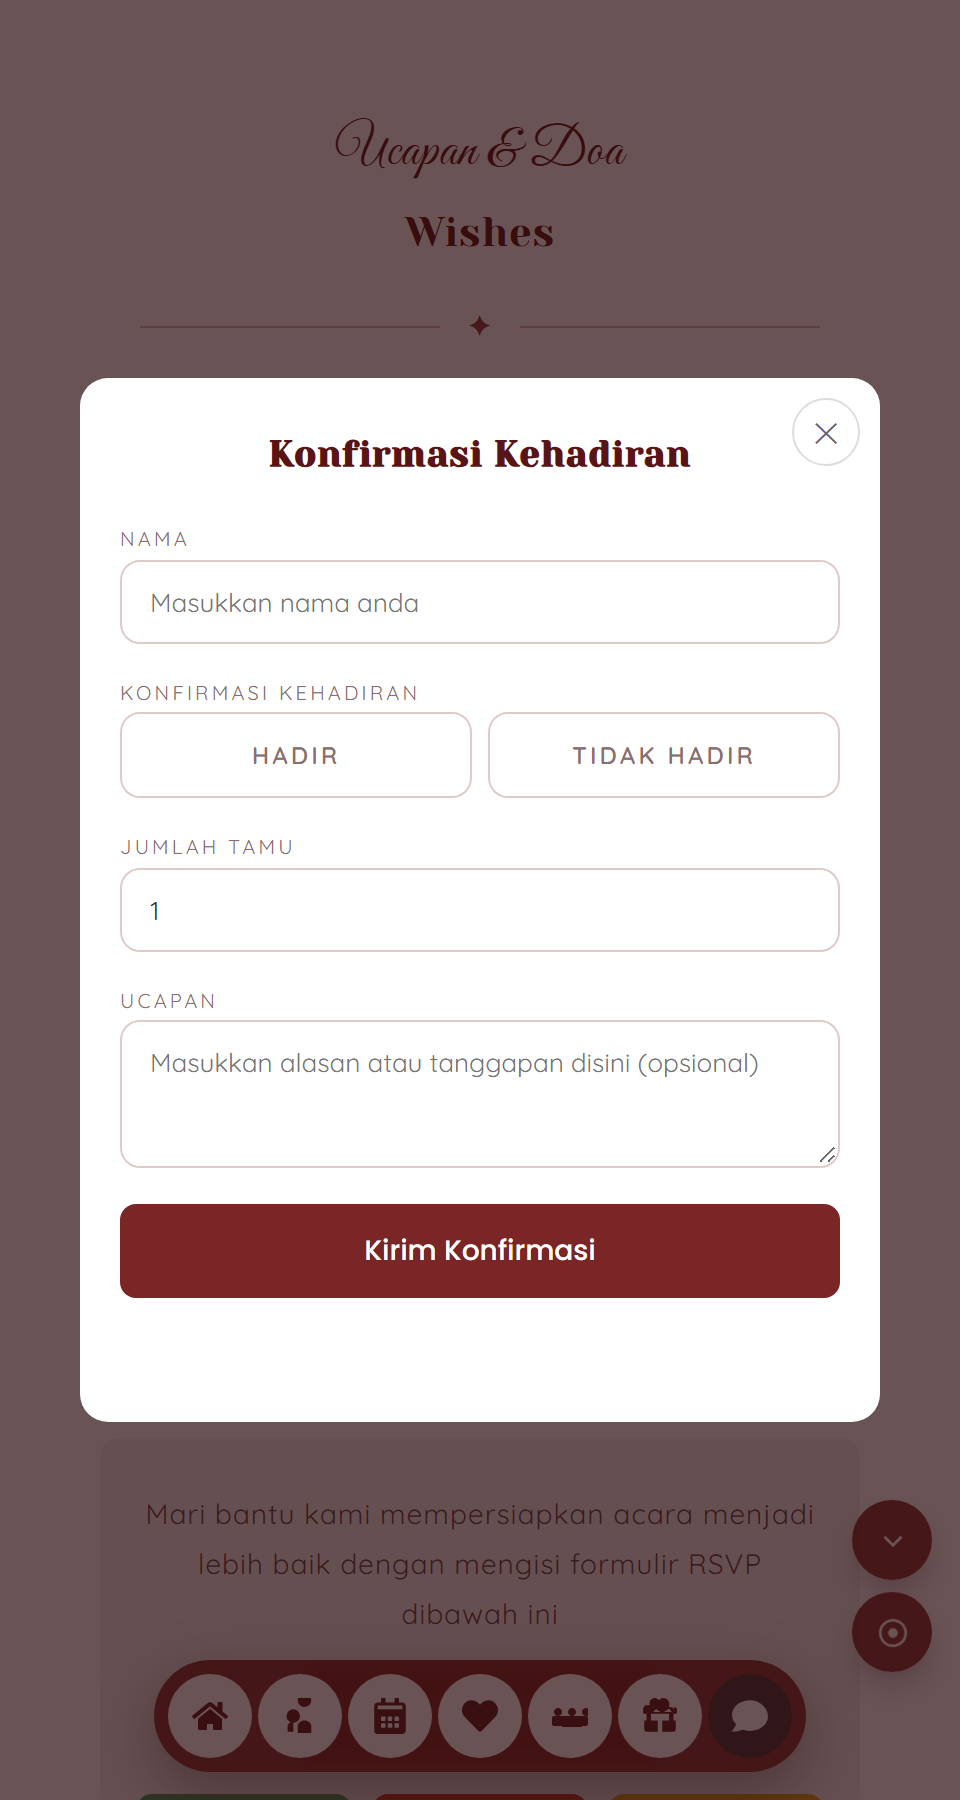 Ucapan & Doa
Wishes
Konfirmasi Kehadiran
NAMA
Masukkan nama anda
KONFIRMASI KEHADIRAN
HADIR
TIDAK HADIR
JUMLAH TAMU
1
UCAPAN
Masukkan alasan atau tanggapan disini (opsional)
Kirim Konfirmasi
Mari bantu kami mempersiapkan acara menjadi
lebih baik dengan mengisi formulir RSVP
dibawah ini